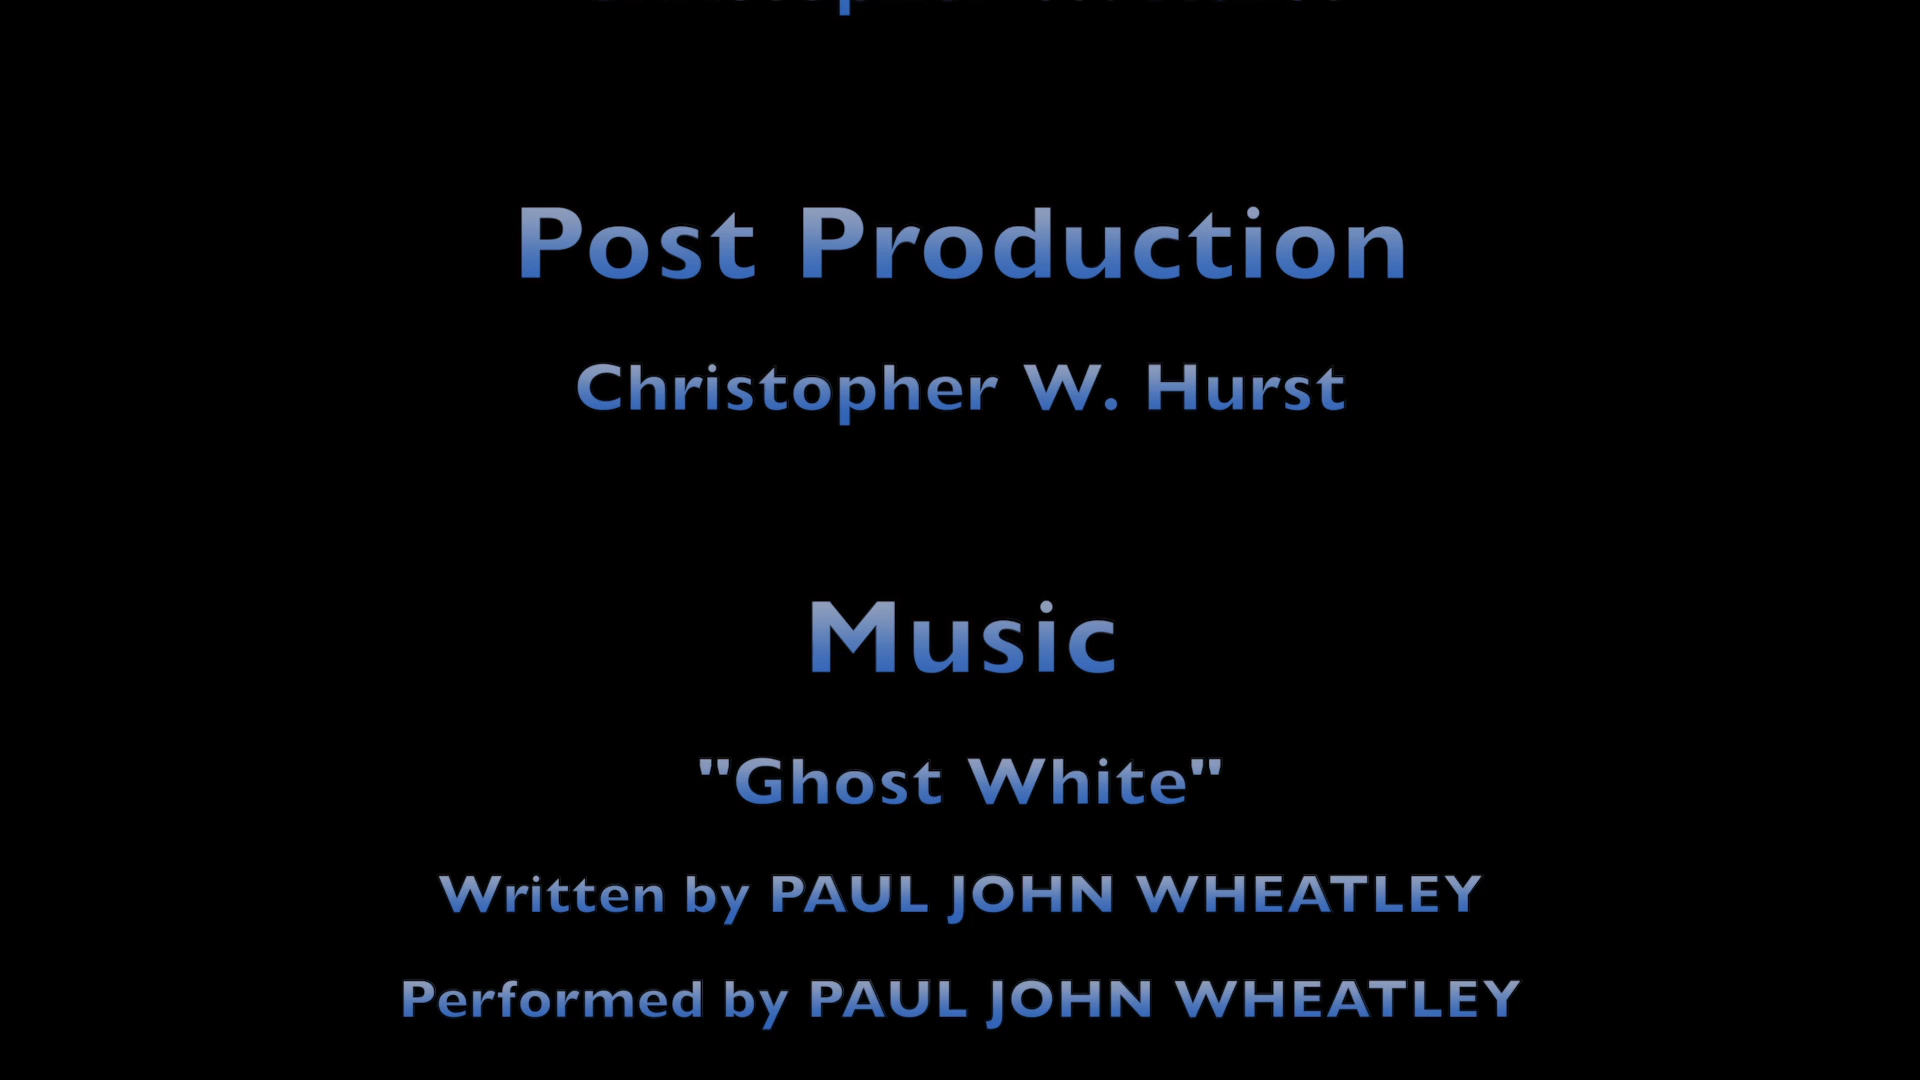 Post Production
Christopher W. Hurst
Music
"Ghost White"
Written by PAUL JOHN WHEATLEY
Performed by PAUL JOHN WHEATLEY